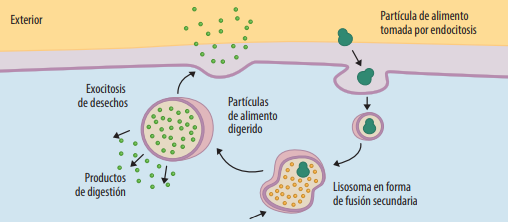 Exterior
Partícula de alimento
tomada por endocitosis
Exocitosis
de desechos
Partículas
de alimento
digerido
Productos
de digestión
Lisosoma en forma
de fusión secundaria